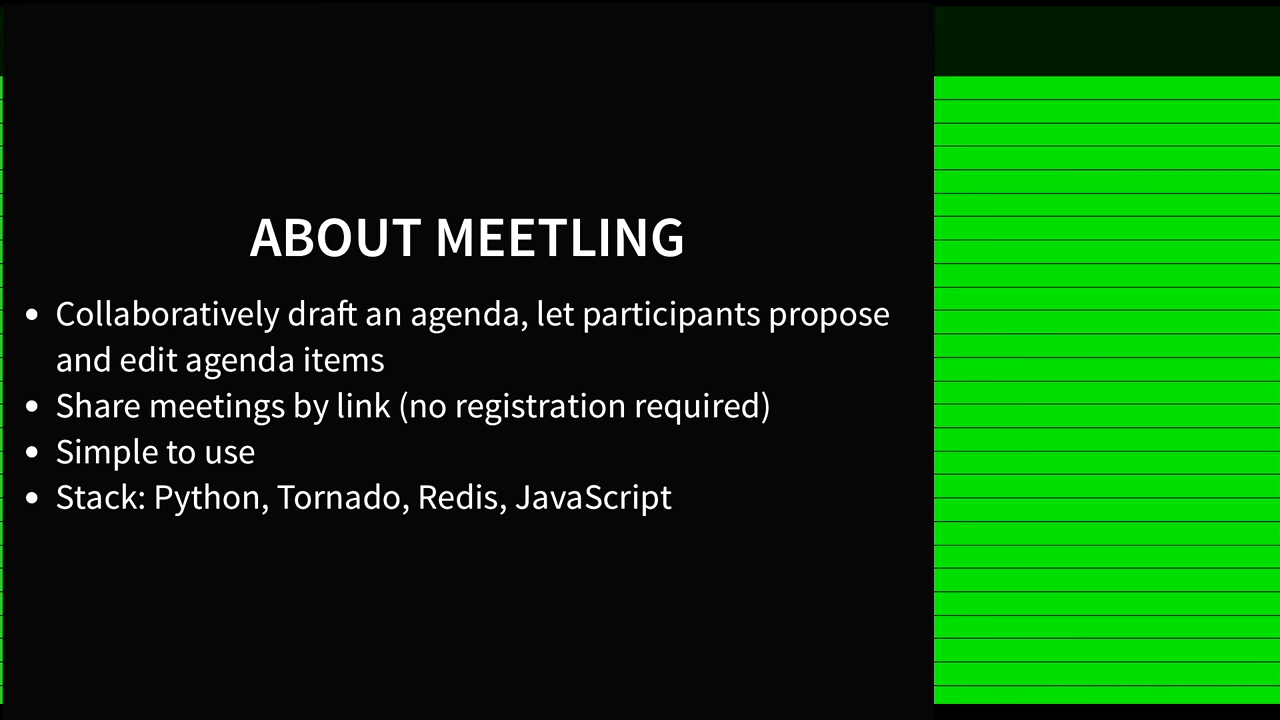 ABOUT MEETLING
• Collaboratively draft an agenda, let participants propose
and edit agenda items
• Share meetings by link (no registration required)
• Simple to use
• Stack: Python, Tornado, Redis, JavaScript